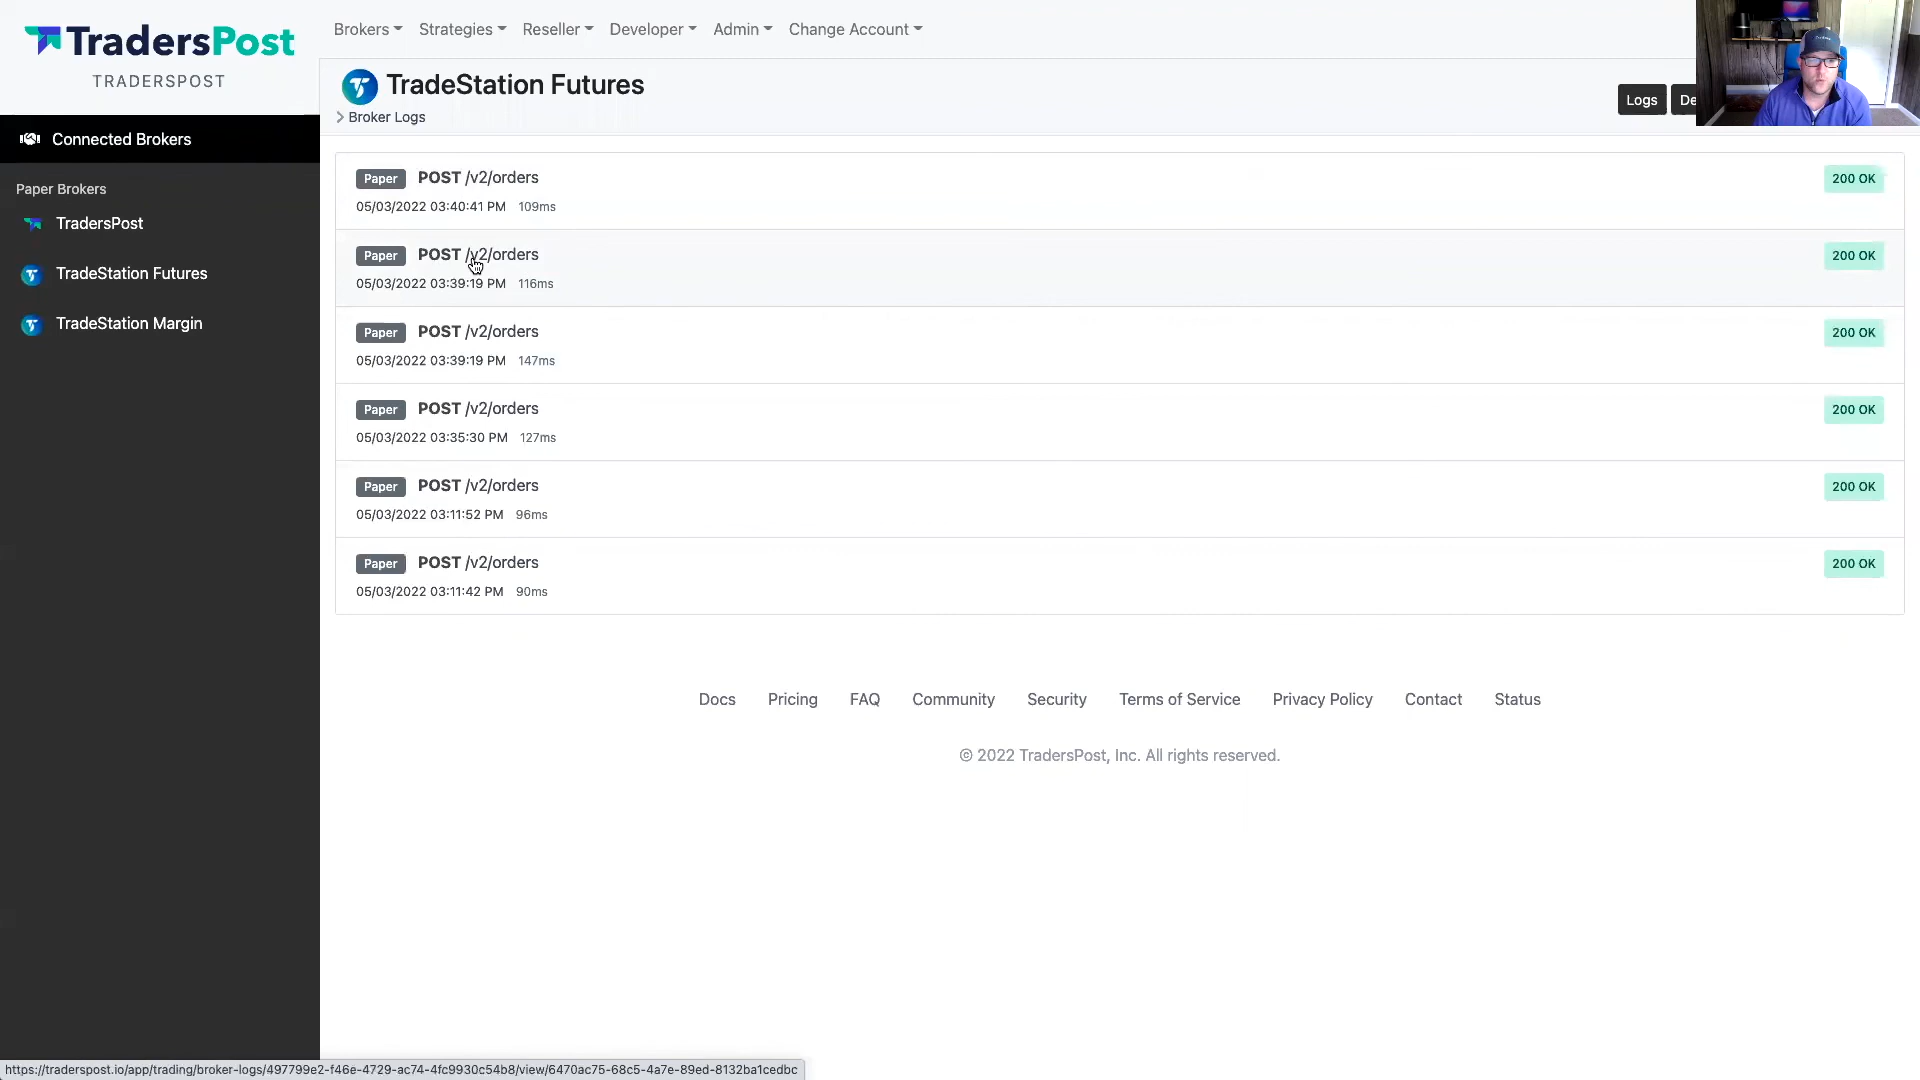 TradersPost
TRADERSPOST
Brokers Strategies Reseller Developer Admin Change Account
TradeStation Futures
Broker Logs
Logs De
Connected Brokers
Paper Brokers
TradersPost
TradeStation Futures
TradeStation Margin
Paper POST /v2/orders 200 OK
05/03/2022 03:40:41 PM 109ms
Paper POST /v2/orders 200 OK
05/03/2022 03:39:19 PM 116ms
Paper POST /v2/orders 200 OK
05/03/2022 03:39:19 PM 147ms
Paper POST /v2/orders 200 OK
05/03/2022 03:35:30 PM 127ms
Paper POST /v2/orders 200 OK
05/03/2022 03:11:52 PM 96ms
Paper POST /v2/orders 200 OK
05/03/2022 03:11:42 PM 90ms
Docs Pricing FAQ Community Security Terms of Service Privacy Policy Contact Status
© 2022 TradersPost, Inc. All rights reserved.
https://traderspost.io/app/trading/broker-logs/497799e2-f46e-4729-ac74-4fc9930c54b8/view/6470ac75-68c5-4a7e-89ed-8132ba1cedbc